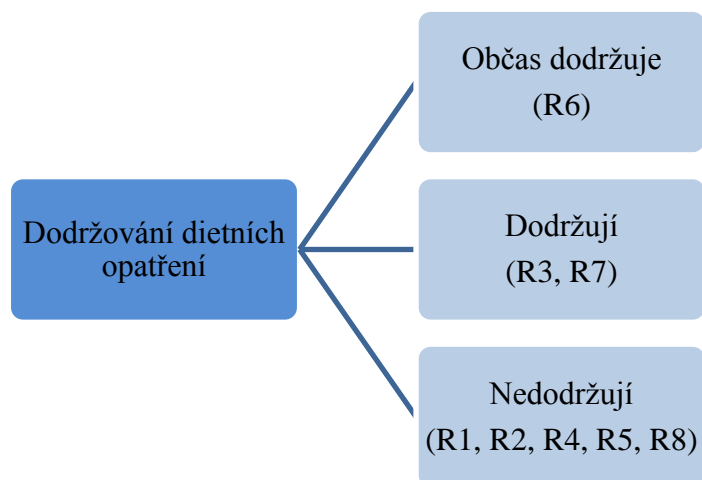 Dodržování dietních
opatření
Občas dodržuje
(R6)
Dodržují
(R3, R7)
Nedodržují
(R1, R2, R4, R5, R8)